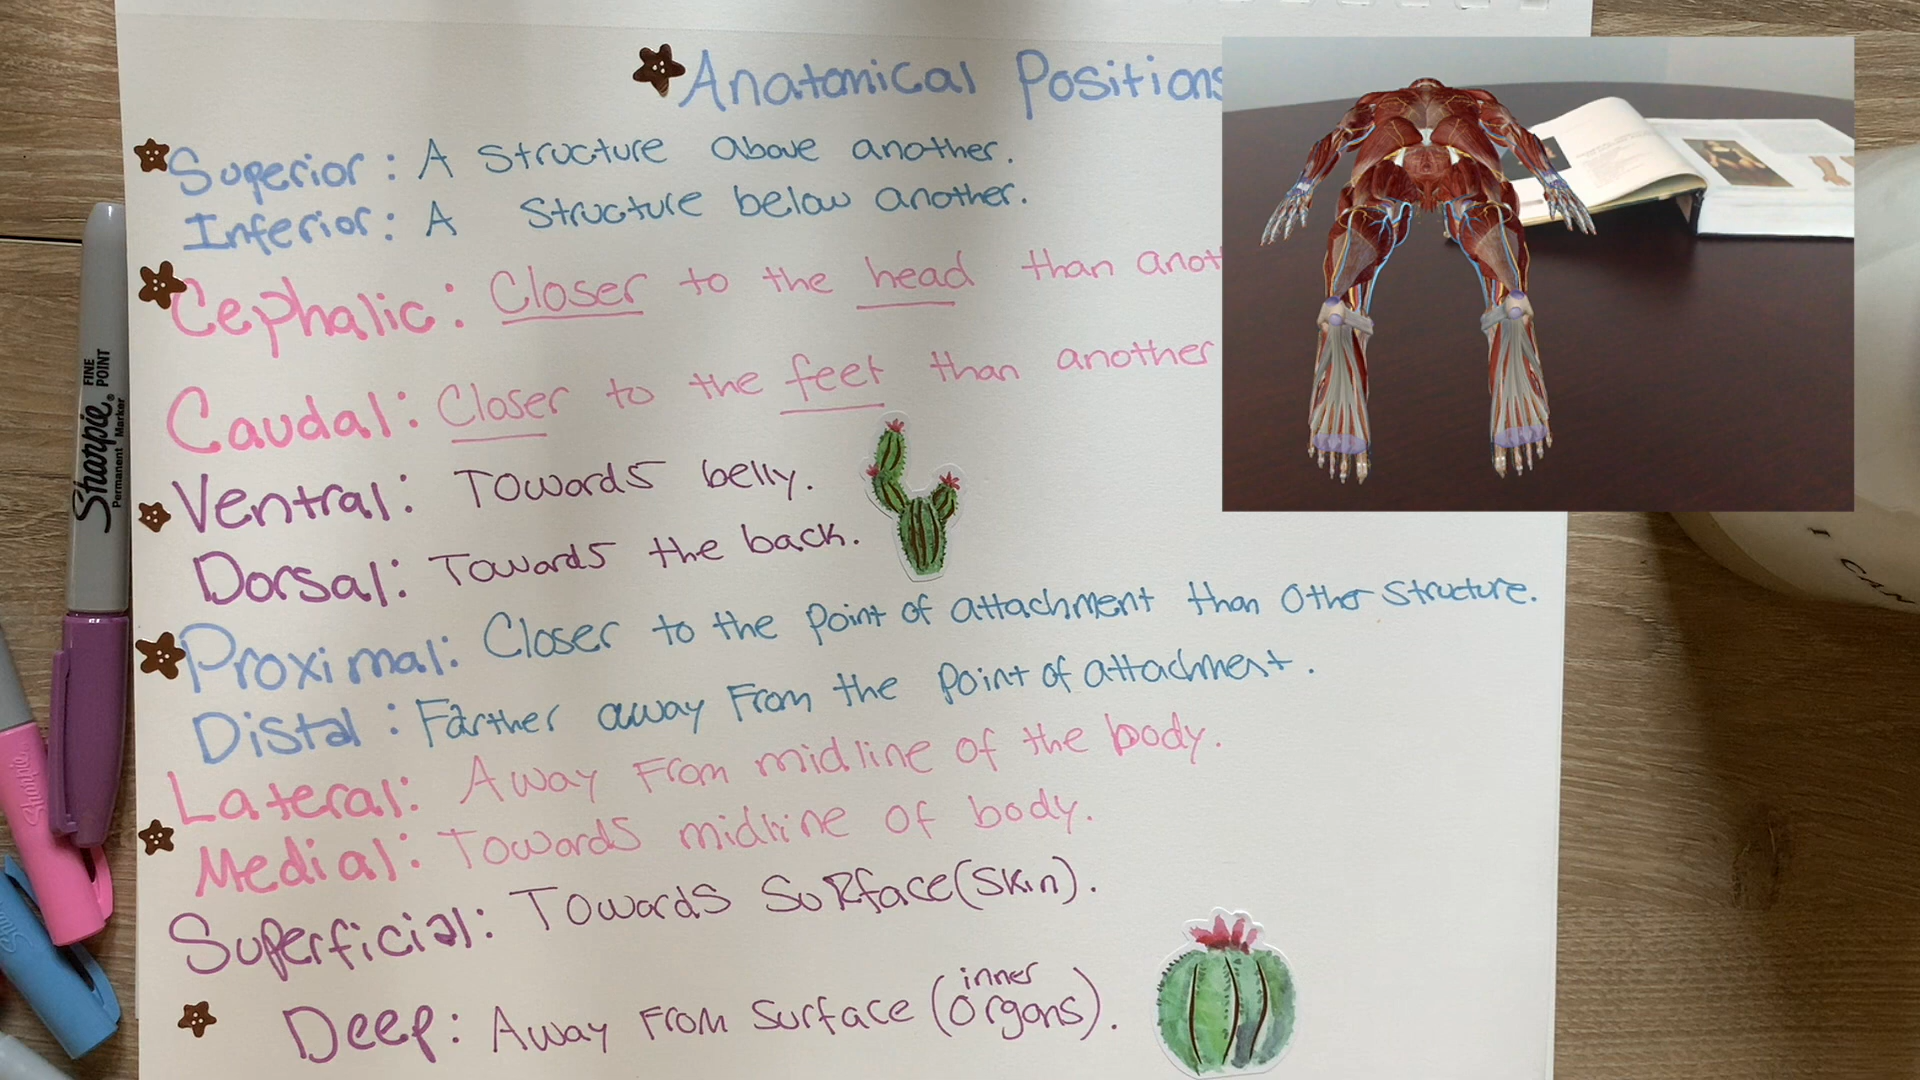 Anatomical Positions
Superior: A structure above another.
Inferior: A structure below another.
Cephalic: Closer to the head than anot
Caudal: Closer to the feet than another
Ventral: Towards belly.
Dorsal: Towards the back.
Proximal: Closer to the point of attachment than other structure.
Distal: Farther away from the point of attachment.
Lateral: Away from midline of the body.
Medial: Towards midline of body.
Superficial: Towards surface (skin).
Deep: Away from surface (inner organs).
Sharpie®
FINE POINT
Permanent Marker
Sharpie
I CAN